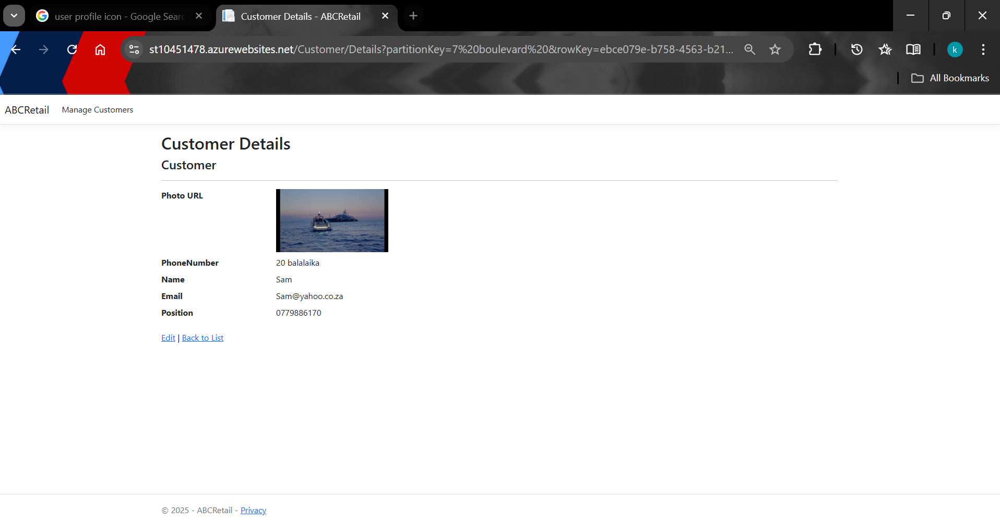 user profile icon - Google Searc
Customer Details - ABCRetail
st10451478.azurewebsites.net/Customer/Details?partitionKey=7%20boulevard%20&rowKey=ebce079e-b758-4563-b21...
k
All Bookmarks
ABCRetail Manage Customers
Customer Details
Customer
Photo URL
PhoneNumber 20 balalaika
Name Sam
Email Sam@yahoo.co.za
Position 0779886170
Edit | Back to List
© 2025 - ABCRetail - Privacy